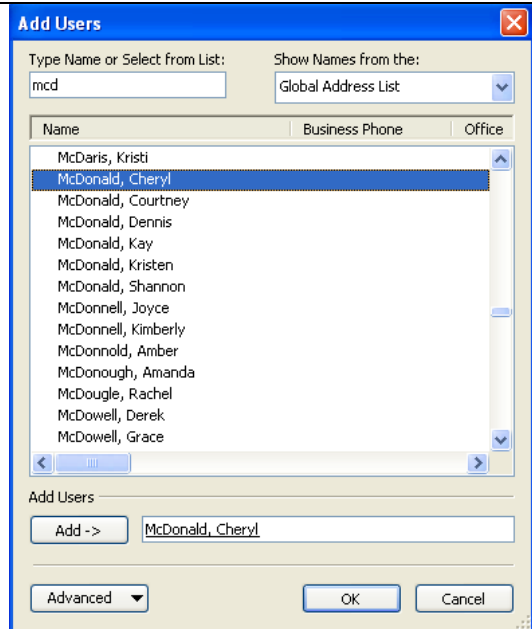 Add Users
Type Name or Select from List: Show Names from the:
mcd Global Address List
Name Business Phone Office
McDaris, Kristi
McDonald, Cheryl
McDonald, Courtney
McDonald, Dennis
McDonald, Kay
McDonald, Kristen
McDonald, Shannon
McDonnell, Joyce
McDonnell, Kimberly
McDonnold, Amber
McDonough, Amanda
McDougle, Rachel
McDowell, Derek
McDowell, Grace
Add Users
Add -> McDonald, Cheryl
Advanced OK Cancel